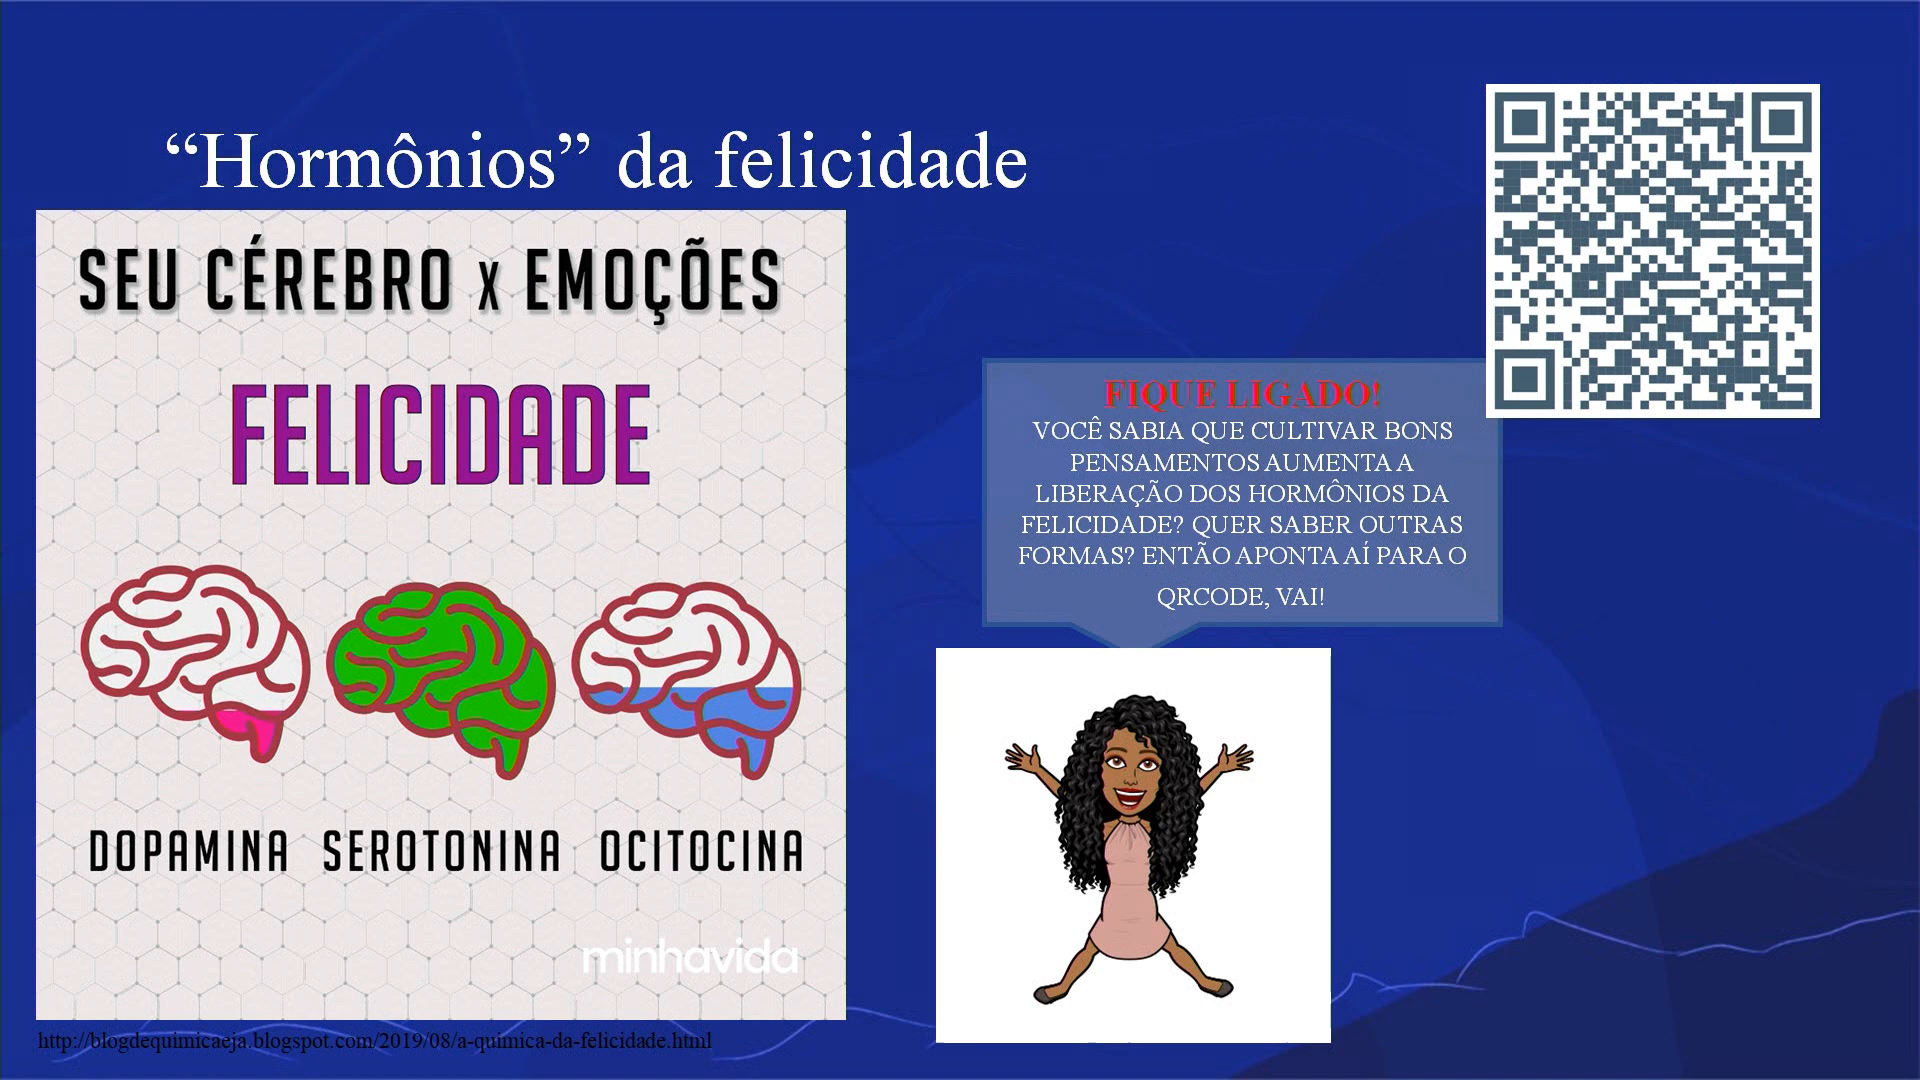 “Hormônios” da felicidade
SEU CÉREBRO X EMOÇÕES
FELICIDADE
DOPAMINA SEROTONINA OCITOCINA
minhavida
http://blogdequimicaeja.blogspot.com/2019/08/a-quimica-da-felicidade.html
FIQUE LIGADO!
VOCÊ SABIA QUE CULTIVAR BONS
PENSAMENTOS AUMENTA A
LIBERAÇÃO DOS HORMÔNIOS DA
FELICIDADE? QUER SABER OUTRAS
FORMAS? ENTÃO APONTA AÍ PARA O
QRCODE, VAI!